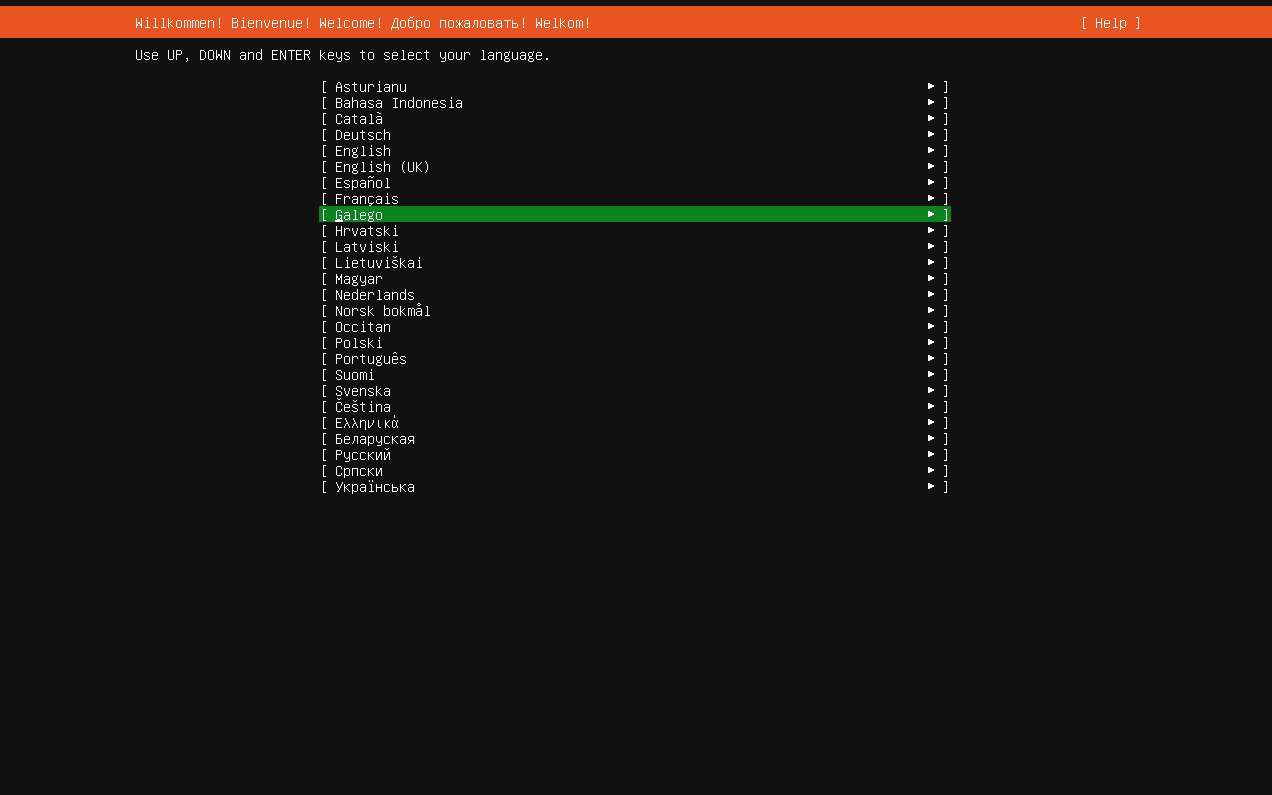 Willkommen! Bienvenue! Welcome! Добро пожаловать! Welkom! [ Help ]
Use UP, DOWN and ENTER keys to select your language.
[ Asturianu ▸ ]
[ Bahasa Indonesia ▸ ]
[ Català ▸ ]
[ Deutsch ▸ ]
[ English ▸ ]
[ English (UK) ▸ ]
[ Español ▸ ]
[ Français ▸ ]
[ Galego ▸ ]
[ Hrvatski ▸ ]
[ Latviski ▸ ]
[ Lietuviškai ▸ ]
[ Magyar ▸ ]
[ Nederlands ▸ ]
[ Norsk bokmål ▸ ]
[ Occitan ▸ ]
[ Polski ▸ ]
[ Português ▸ ]
[ Suomi ▸ ]
[ Svenska ▸ ]
[ Čeština ▸ ]
[ Ελληνικά ▸ ]
[ Беларуская ▸ ]
[ Русский ▸ ]
[ Српски ▸ ]
[ Українська ▸ ]